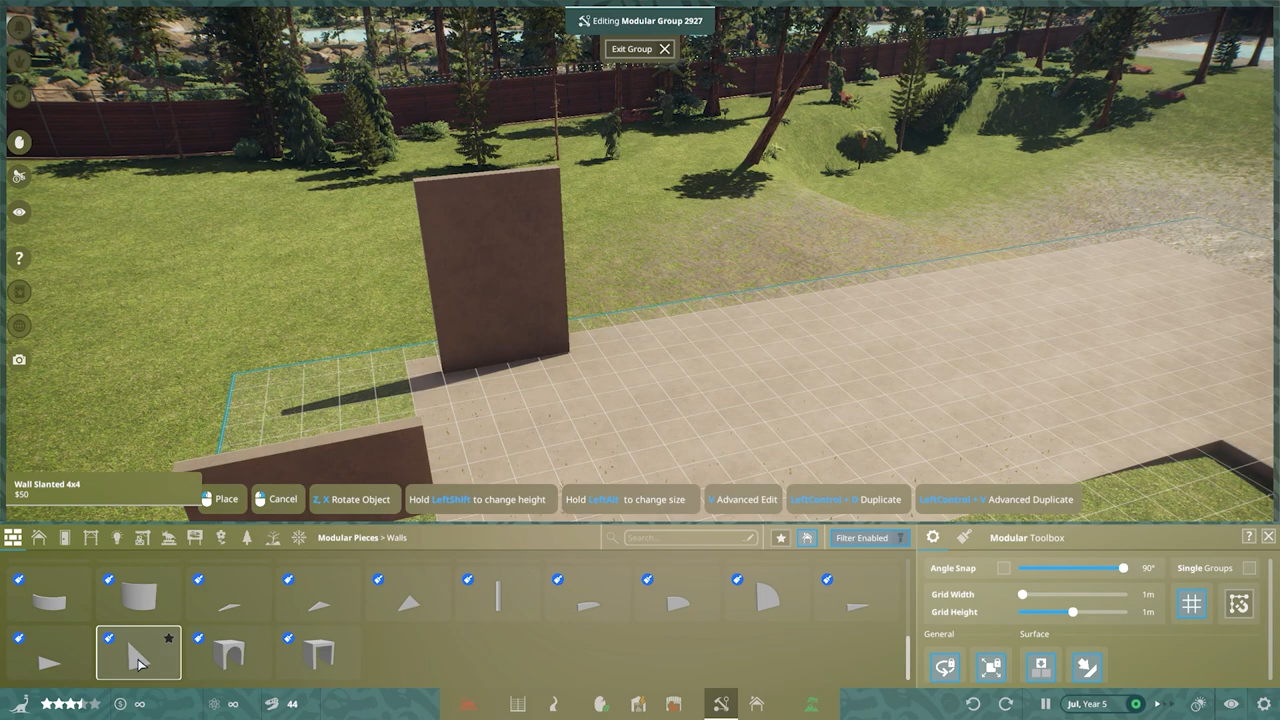 Editing Modular Group 2927
Exit Group
?
Wall Slanted 4x4
$50
Place
Cancel
Z, X Rotate Object
Hold LeftShift to change height
Hold LeftAlt to change size
V Advanced Edit
LeftControl + D Duplicate
LeftControl + V Advanced Duplicate
Modular Pieces > Walls
Search...
Filter Enabled
Modular Toolbox
?
Angle Snap
90°
Single Groups
Grid Width
1m
Grid Height
1m
General
Surface
$ ∞
∞
44
Jul, Year 5